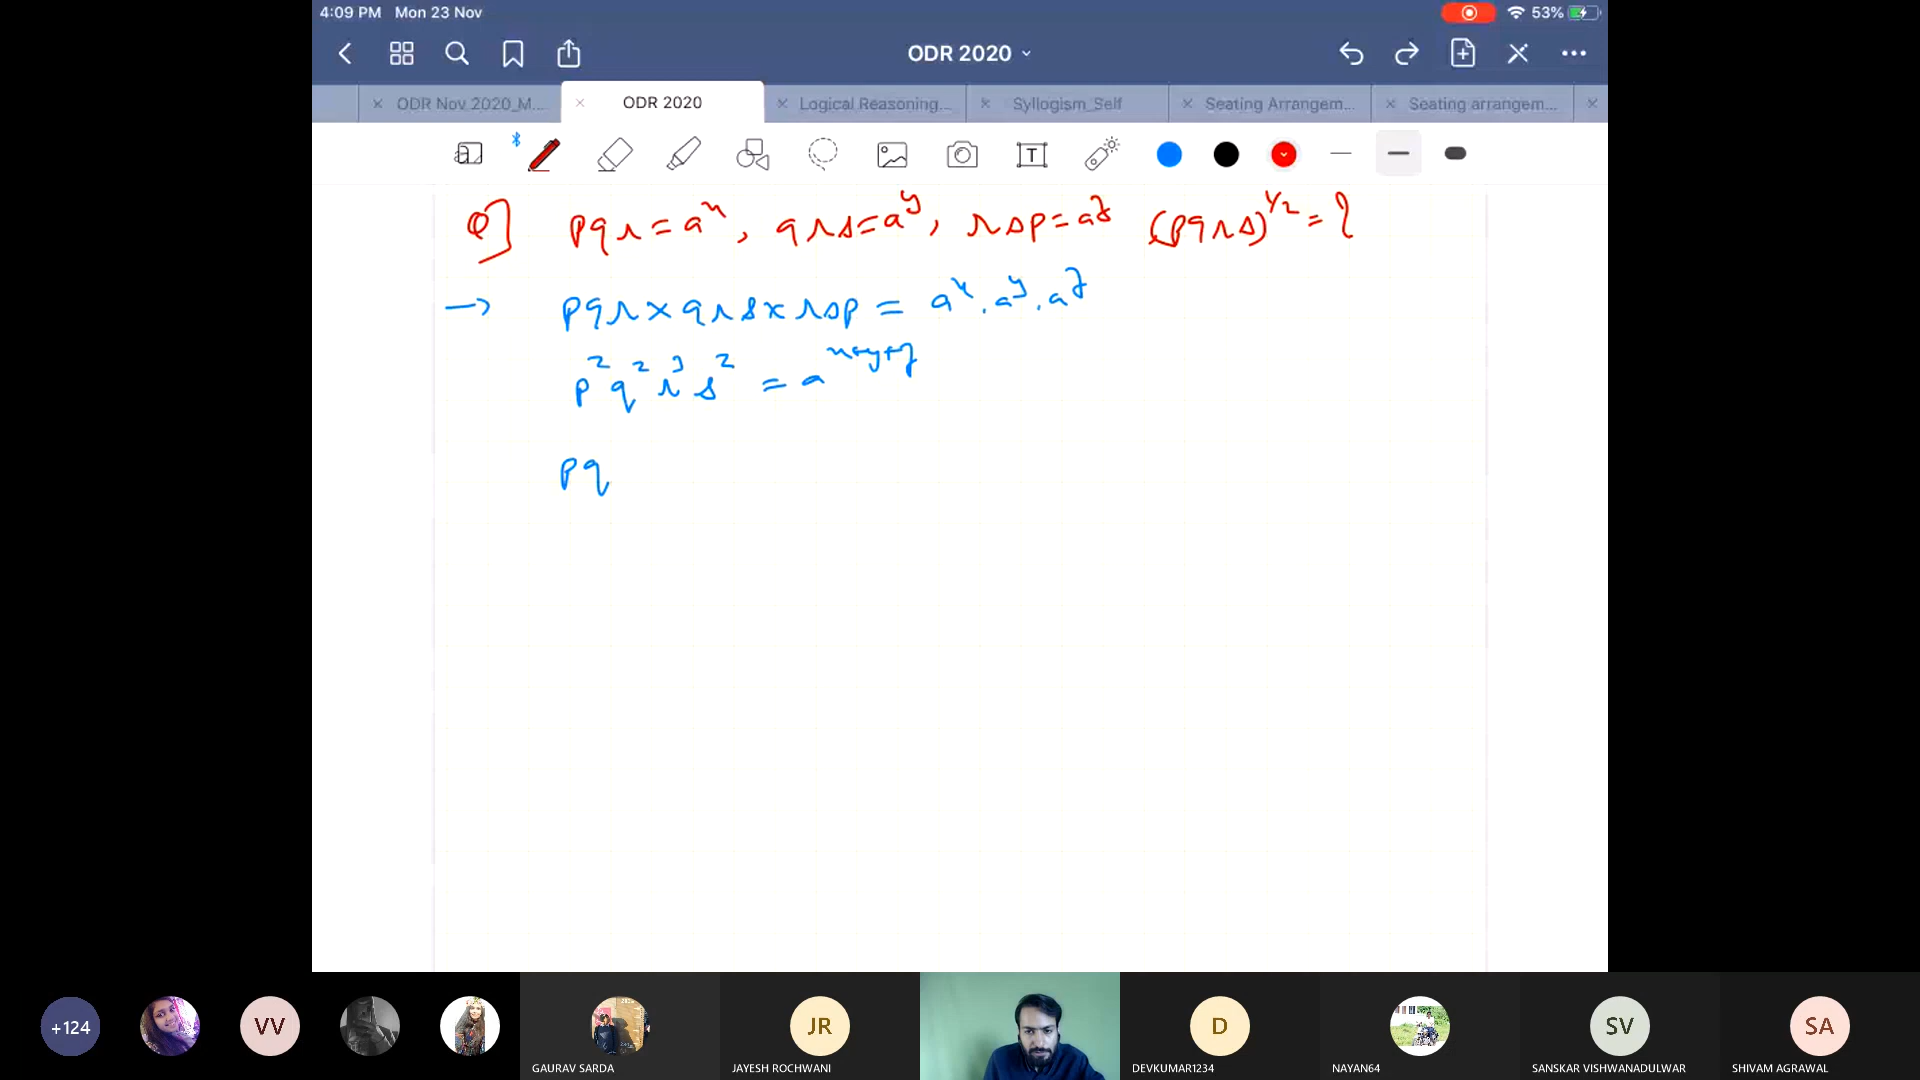 4:09 PM Mon 23 Nov 53%
ODR 2020
ODR Nov 2020_M... ODR 2020 Logical Reasoning... Syllogism_Self Seating Arrangem... Seating arrangem...
Q] pqr = a^x, qrs = a^y, rsp = a^z (pqrs)^1/2 = ?
→ pqr × qrs × rsp = a^x . a^y . a^z
p^2 q^2 r^3 s^2 = a^x+y+z
pq
+124 VV JR D SV SA
GAURAV SARDA JAYESH ROCHWANI DEVKUMAR1234 NAYAN64 SANSKAR VISHWANADULWAR SHIVAM AGRAWAL